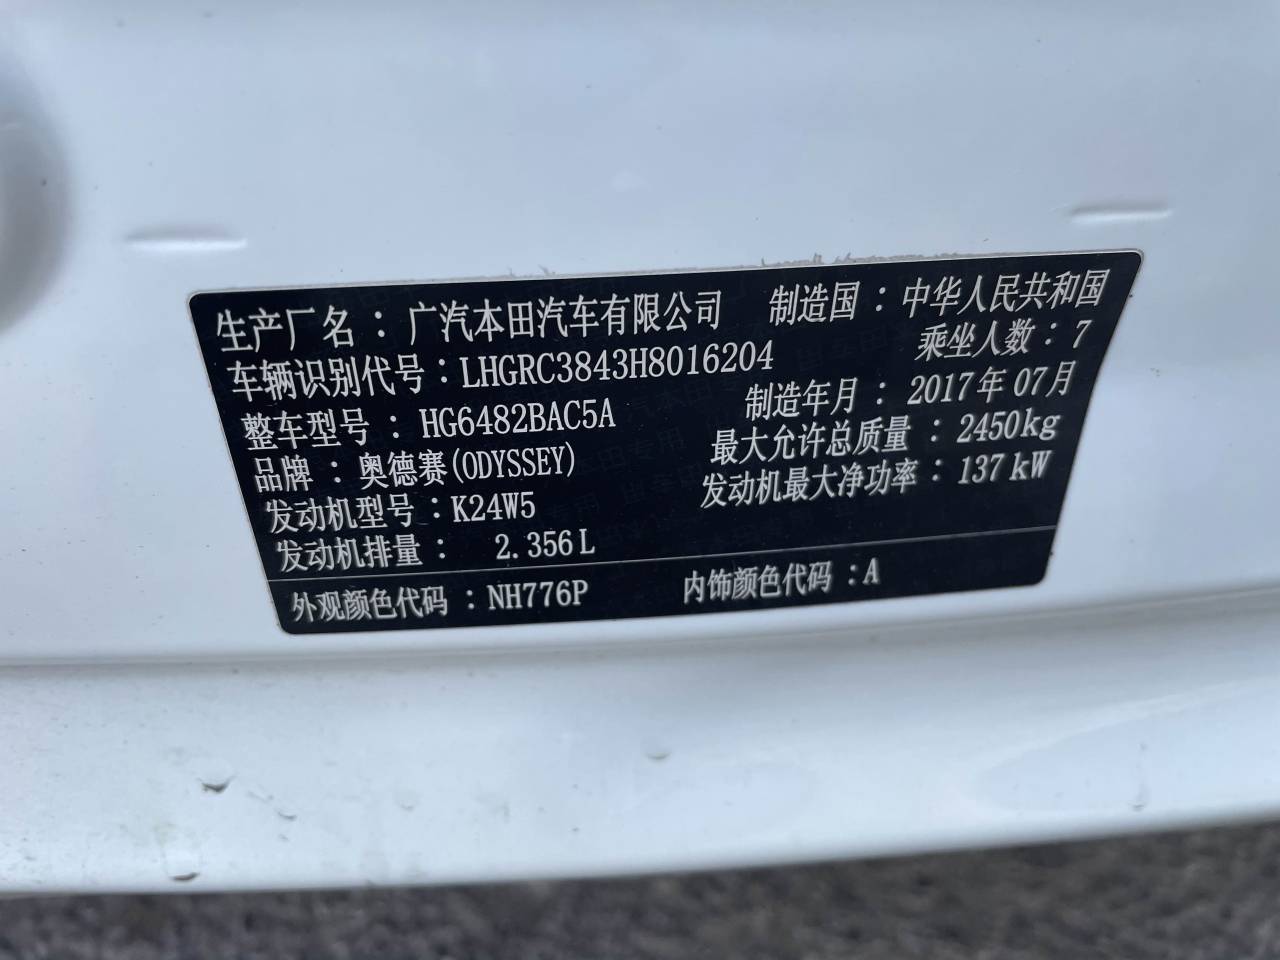 生产厂名：广汽本田汽车有限公司 制造国：中华人民共和国
车辆识别代号：LHGRC3843H8016204 乘坐人数：7
整车型号：HG6482BAC5A 制造年月：2017年07月
品牌：奥德赛(ODYSSEY) 最大允许总质量：2450kg
发动机型号：K24W5 发动机最大净功率：137kW
发动机排量：2.356L
外观颜色代码：NH776P 内饰颜色代码：A